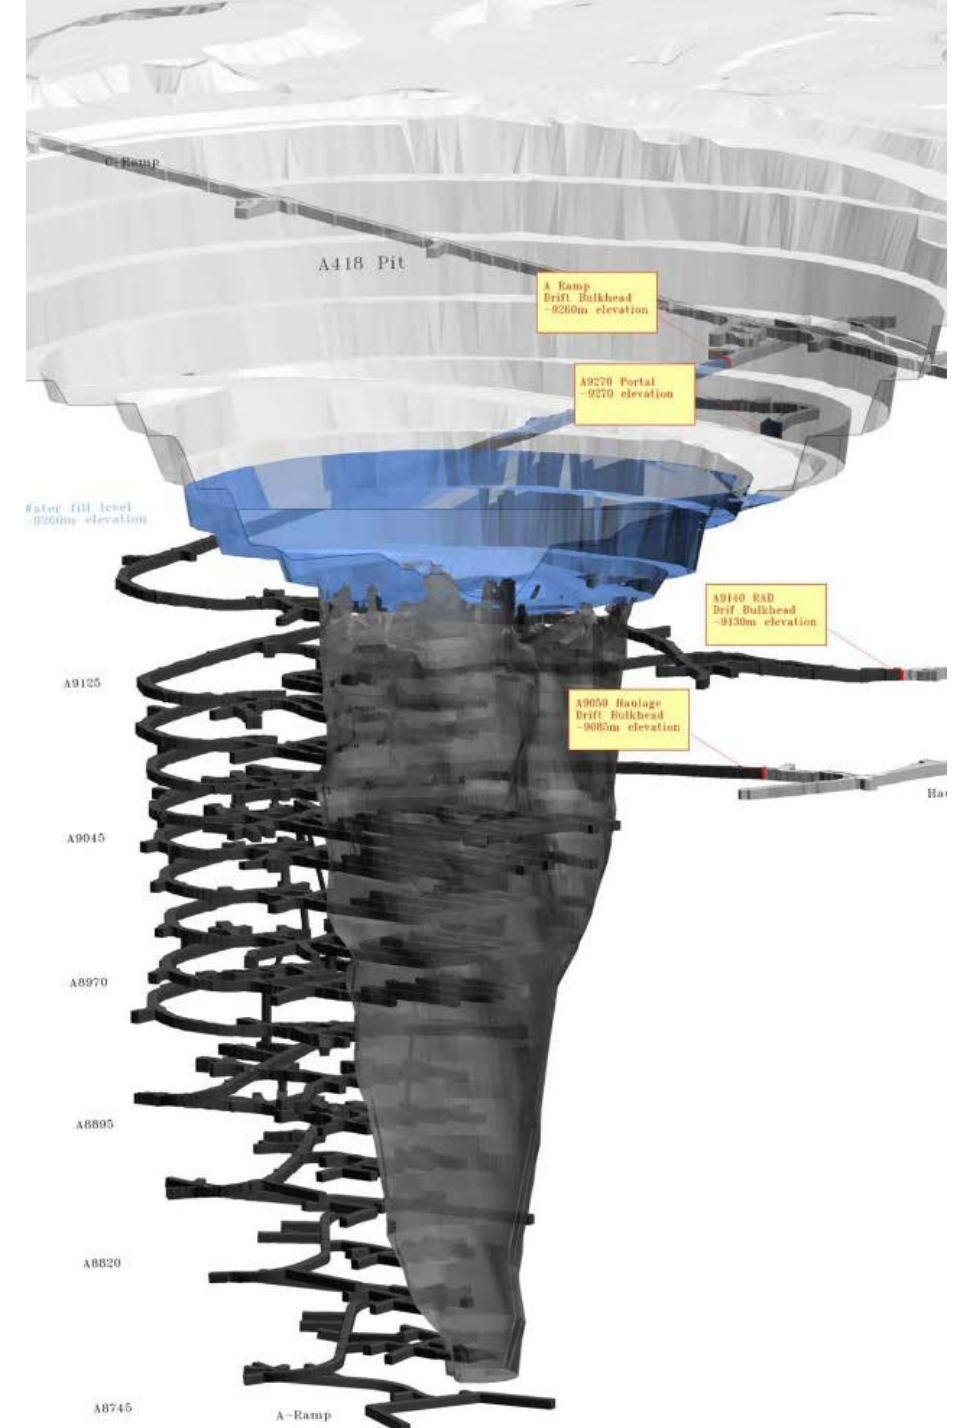 C-Ramp
A418 Pit
A Ramp
Drift Bulkhead
~9260m elevation
A9270 Portal
~9270 elevation
Water fill level
~9260m elevation
A9140 RAD
Drif Bulkhead
~9130m elevation
A9125
A9050 Haulage
Drift Bulkhead
~9085m elevation
Hau
A9045
A8970
A8895
A8820
A8745
A-Ramp